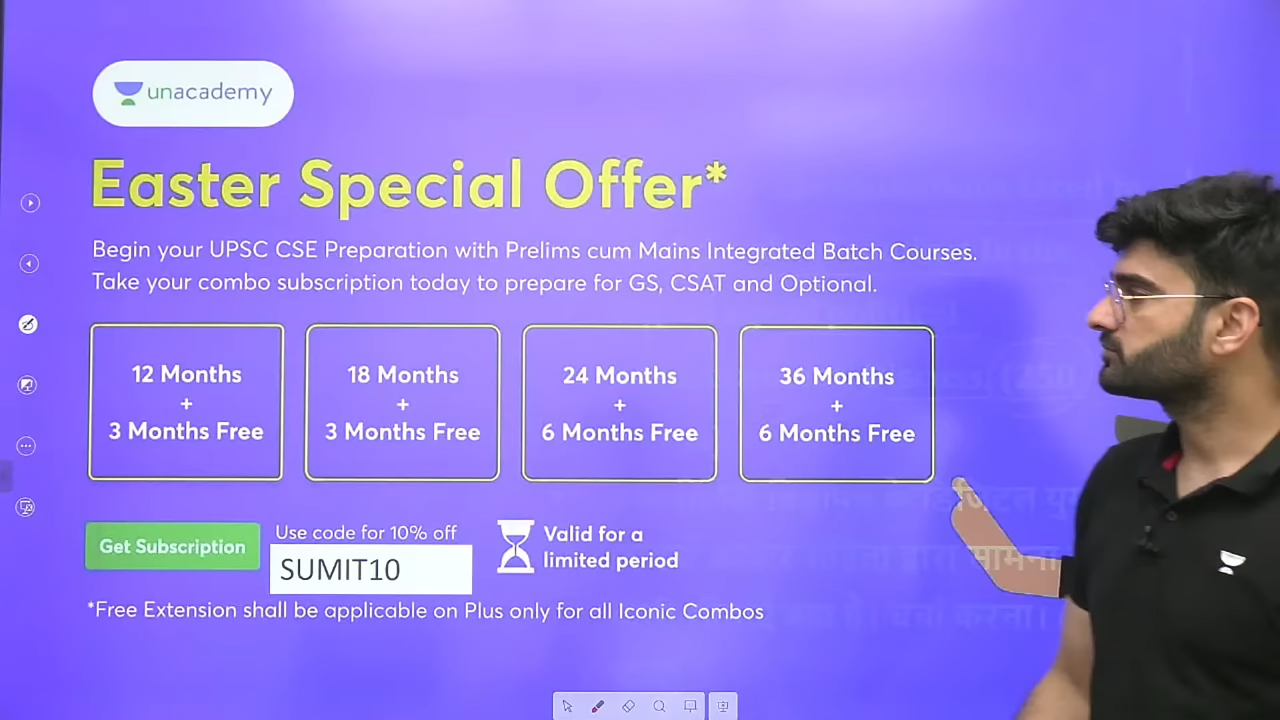 unacademy
Easter Special Offer*
Begin your UPSC CSE Preparation with Prelims cum Mains Integrated Batch Courses.
Take your combo subscription today to prepare for GS, CSAT and Optional.
12 Months
+
3 Months Free
18 Months
+
3 Months Free
24 Months
+
6 Months Free
36 Months
+
6 Months Free
Get Subscription
Use code for 10% off
SUMIT10
Valid for a
limited period
*Free Extension shall be applicable on Plus only for all Iconic Combos